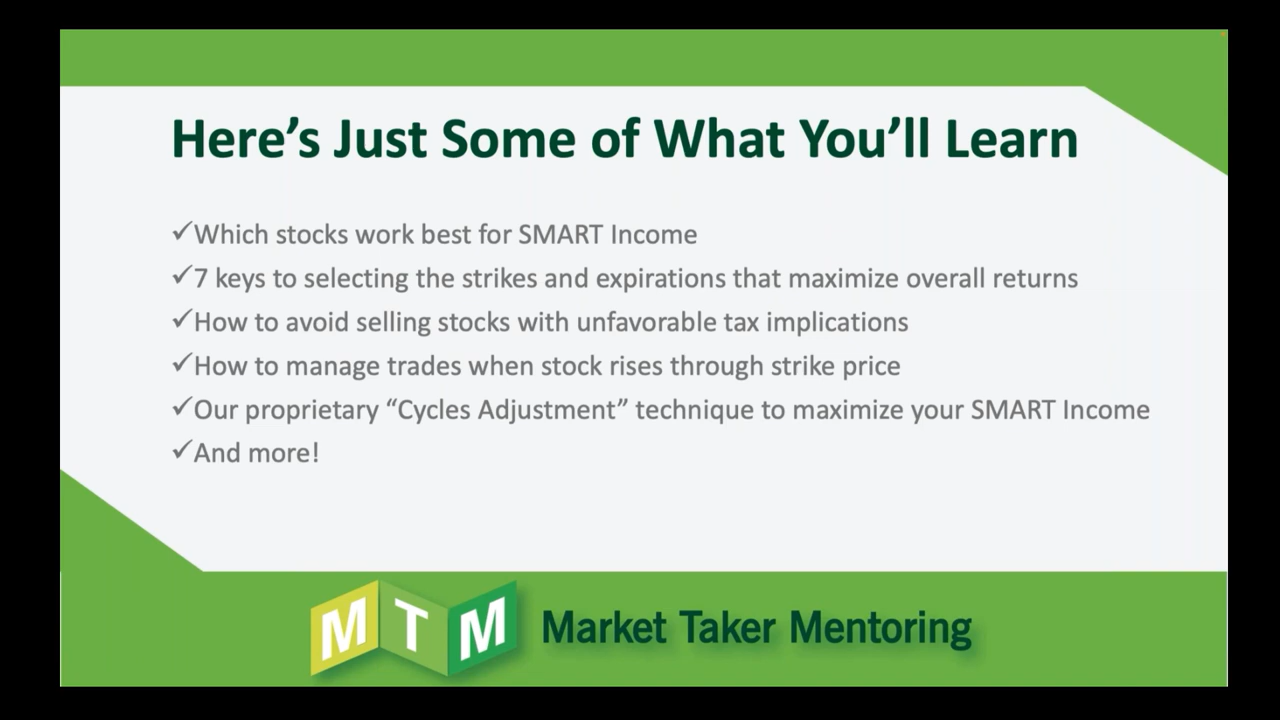 Here’s Just Some of What You’ll Learn
✓Which stocks work best for SMART Income
✓7 keys to selecting the strikes and expirations that maximize overall returns
✓How to avoid selling stocks with unfavorable tax implications
✓How to manage trades when stock rises through strike price
✓Our proprietary “Cycles Adjustment” technique to maximize your SMART Income
✓And more!
MTM Market Taker Mentoring